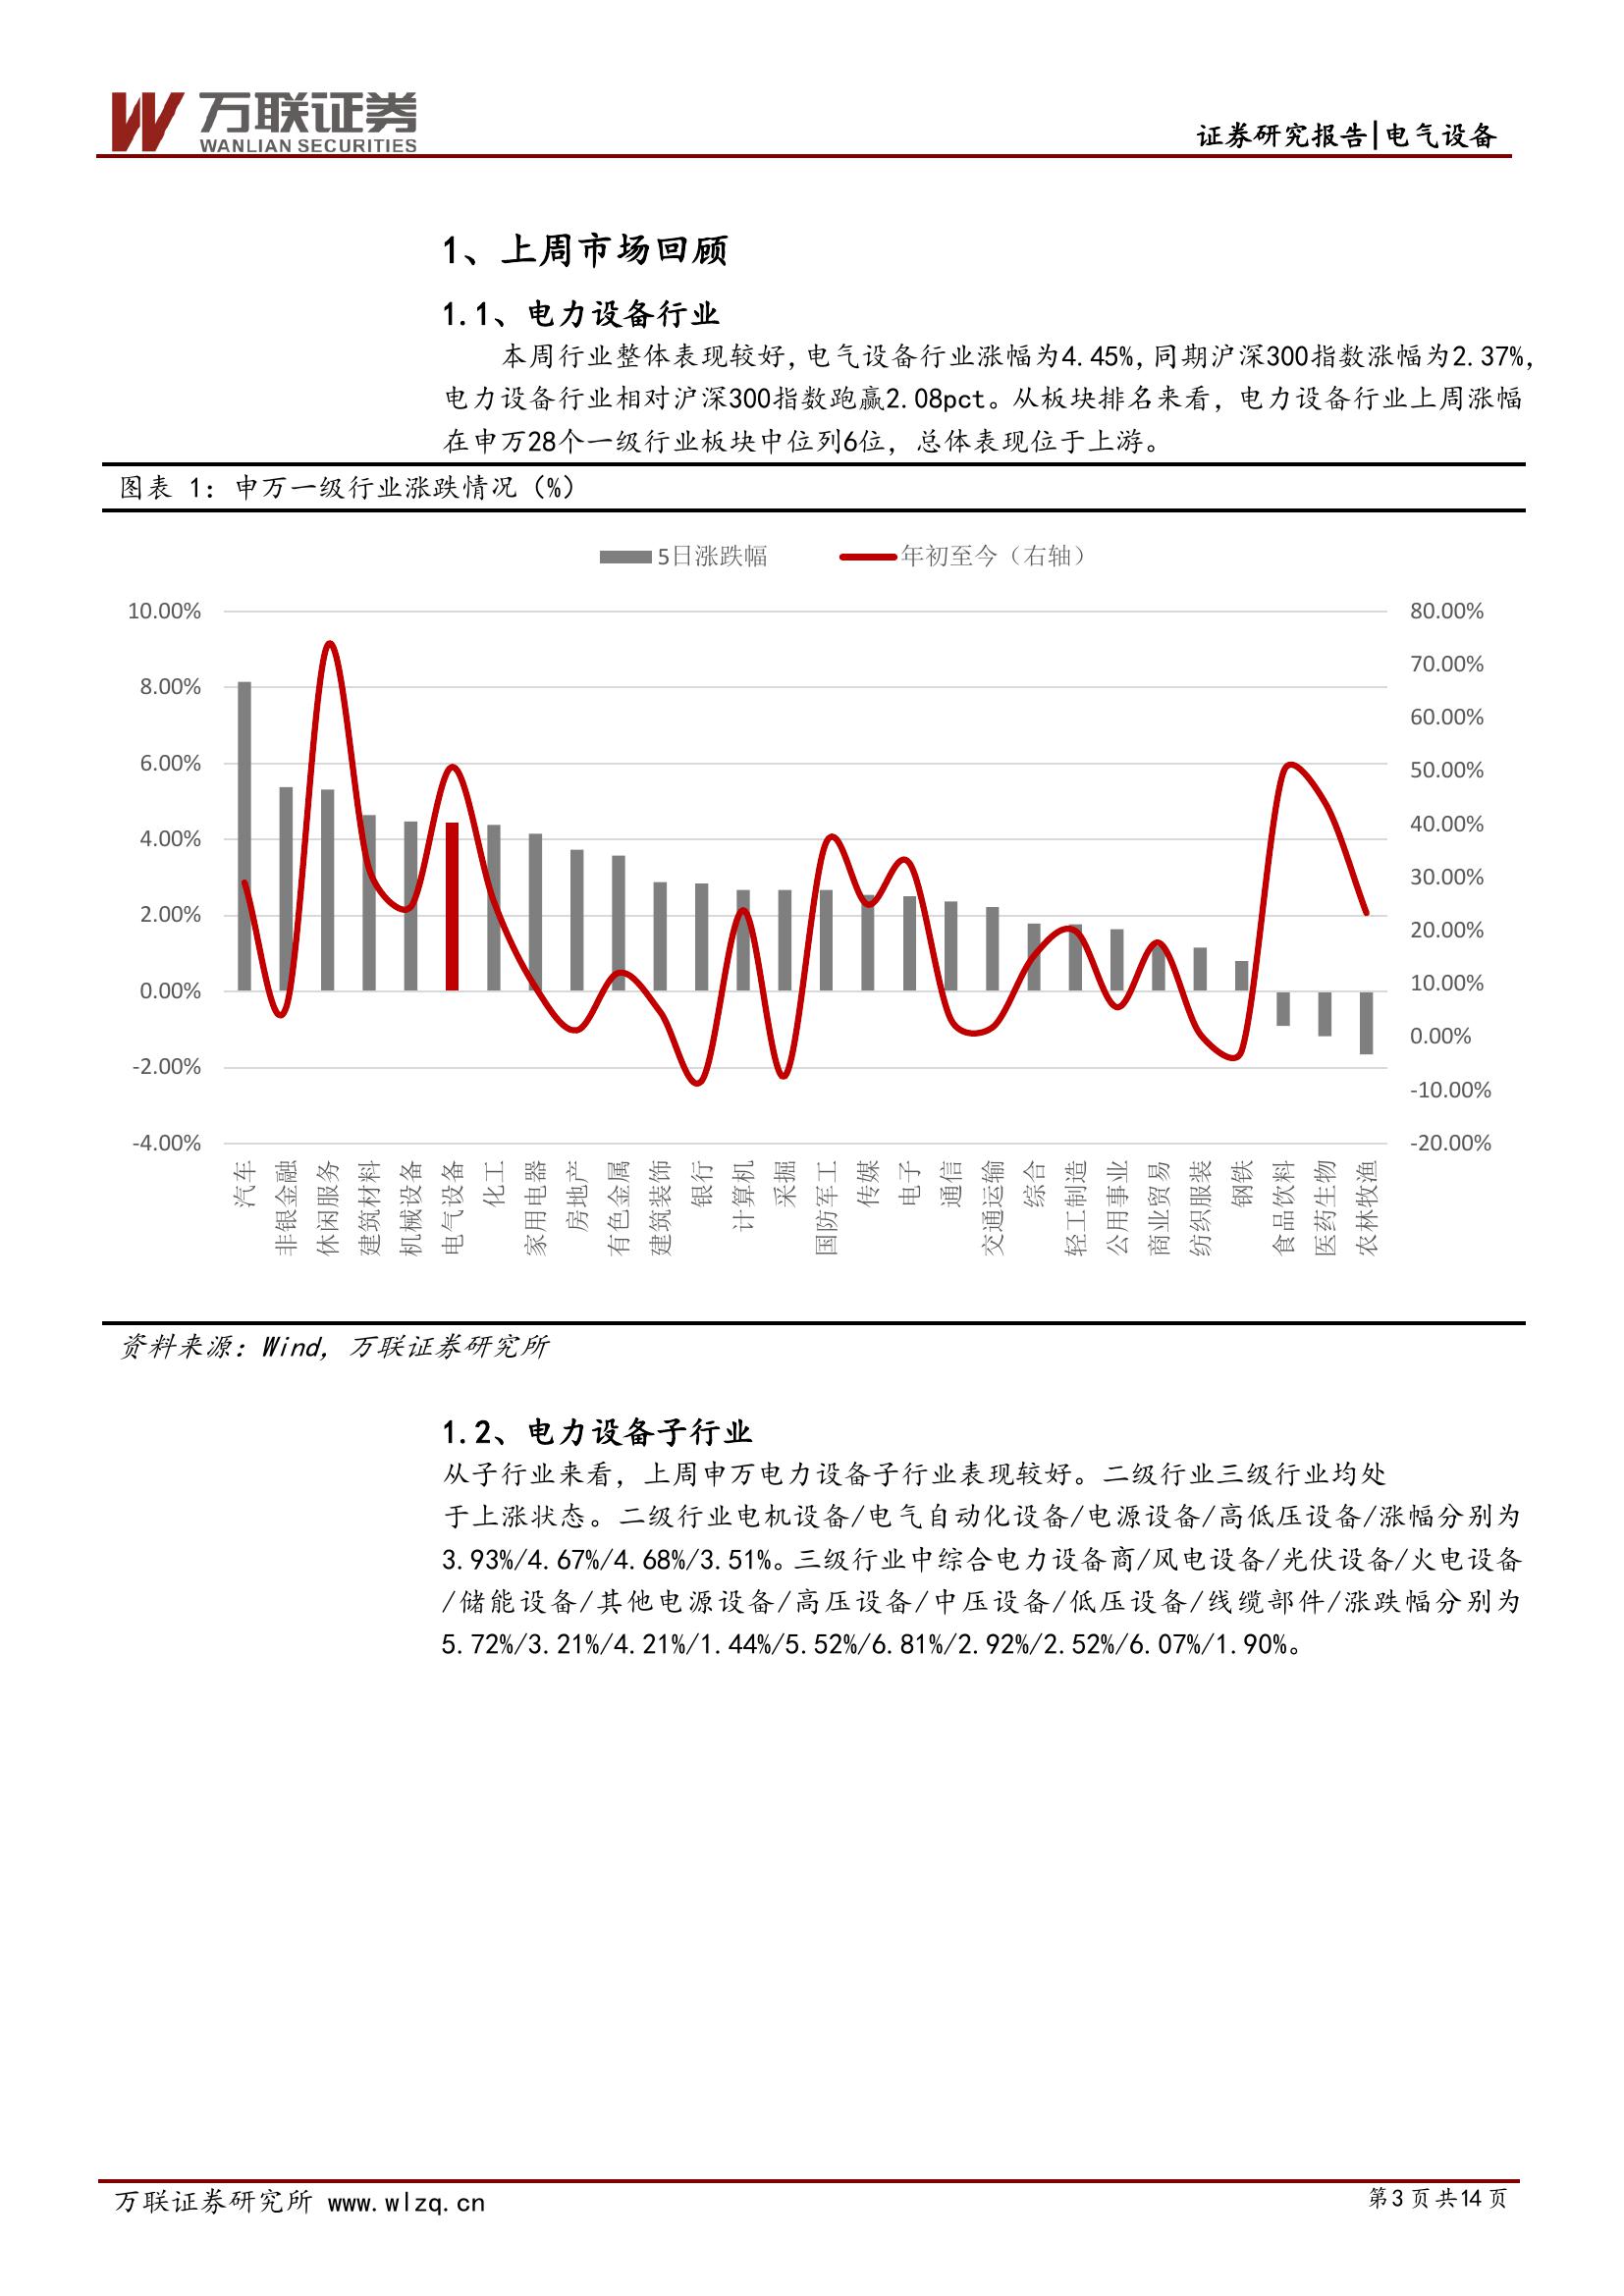 万联证券
WANLIAN SECURITIES
证券研究报告|电气设备
1、上周市场回顾
1.1、电力设备行业
本周行业整体表现较好,电气设备行业涨幅为4.45%,同期沪深300指数涨幅为2.37%,
电力设备行业相对沪深300指数跑赢2.08pct。从板块排名来看，电力设备行业上周涨幅
在申万28个一级行业板块中位列6位，总体表现位于上游。
图表 1：申万一级行业涨跌情况（%）
5日涨跌幅 年初至今（右轴）
10.00% 80.00%
70.00%
8.00%
60.00%
6.00% 50.00%
4.00% 40.00%
30.00%
2.00% 20.00%
0.00% 10.00%
0.00%
-2.00%
-10.00%
-4.00% -20.00%
汽车
非银金融
休闲服务
建筑材料
机械设备
电气设备
化工
家用电器
房地产
有色金属
建筑装饰
银行
计算机
采掘
国防军工
传媒
电子
通信
交通运输
综合
轻工制造
公用事业
商业贸易
纺织服装
钢铁
食品饮料
医药生物
农林牧渔
资料来源：Wind, 万联证券研究所
1.2、电力设备子行业
从子行业来看，上周申万电力设备子行业表现较好。二级行业三级行业均处
于上涨状态。二级行业电机设备/电气自动化设备/电源设备/高低压设备/涨幅分别为
3.93%/4.67%/4.68%/3.51%。三级行业中综合电力设备商/风电设备/光伏设备/火电设备
/储能设备/其他电源设备/高压设备/中压设备/低压设备/线缆部件/涨跌幅分别为
5.72%/3.21%/4.21%/1.44%/5.52%/6.81%/2.92%/2.52%/6.07%/1.90%。
万联证券研究所 www.wlzq.cn 第3页共14页